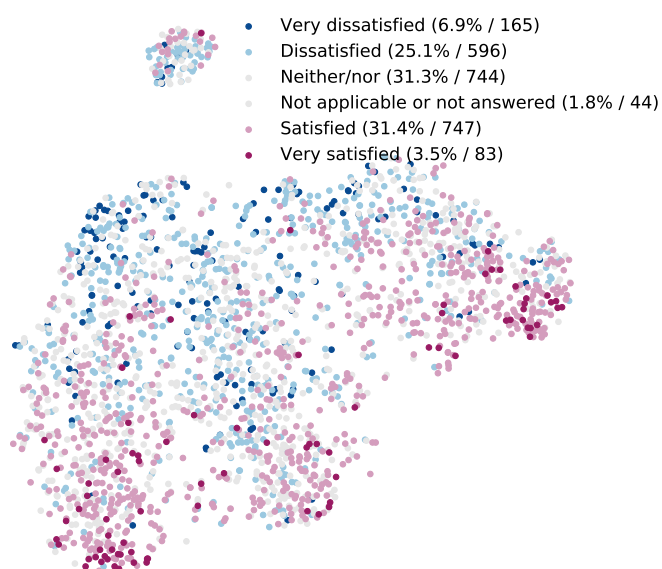 Very dissatisfied (6.9% / 165)
Dissatisfied (25.1% / 596)
Neither/nor (31.3% / 744)
Not applicable or not answered (1.8% / 44)
Satisfied (31.4% / 747)
Very satisfied (3.5% / 83)